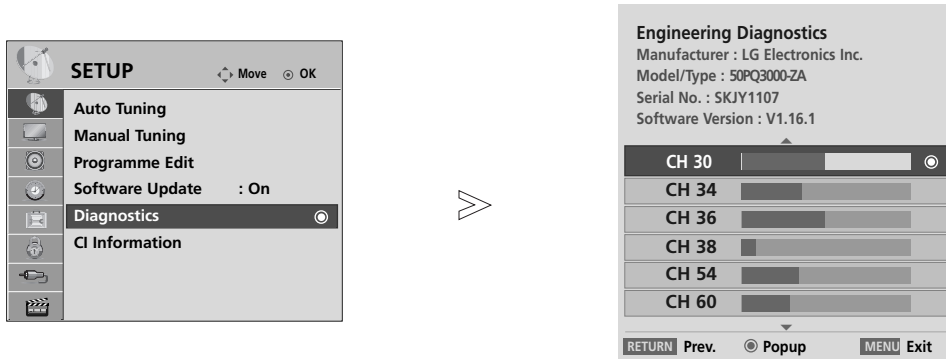 SETUP Move OK
Auto Tuning
Manual Tuning
Programme Edit
Software Update : On
Diagnostics
CI Information
Engineering Diagnostics
Manufacturer : LG Electronics Inc.
Model/Type : 50PQ3000-ZA
Serial No. : SKJY1107
Software Version : V1.16.1
CH 30
CH 34
CH 36
CH 38
CH 54
CH 60
RETURN Prev. Popup MENU Exit